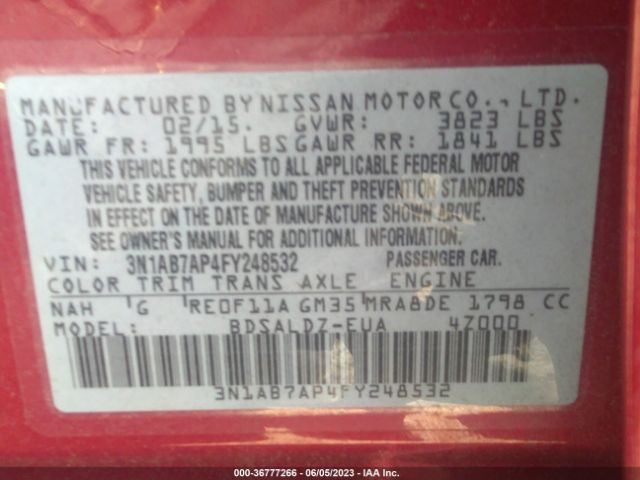 MANUFACTURED BY NISSAN MOTOR CO., LTD.
DATE: 02/15. GVWR: 3823 LBS
GAWR FR: 1995 LBS GAWR RR: 1841 LBS
THIS VEHICLE CONFORMS TO ALL APPLICABLE FEDERAL MOTOR
VEHICLE SAFETY, BUMPER AND THEFT PREVENTION STANDARDS
IN EFFECT ON THE DATE OF MANUFACTURE SHOWN ABOVE.
SEE OWNER'S MANUAL FOR ADDITIONAL INFORMATION.
VIN: 3N1AB7AP4FY248532 PASSENGER CAR.
COLOR TRIM TRANS AXLE ENGINE
NAH G RE0F11A GM35 MRA8DE 1798 CC
MODEL BDSALDZ-EUA 4Z000
3N1AB7AP4FY248532
000-36777266 - 06/05/2023 - IAA Inc.